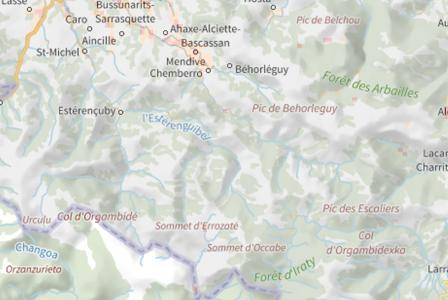 Lasse
Bussunarits-
Sarrasquette
Pic de Belchou
Caro
Aincille
Ahaxe-Alciette-
Bascassan
St-Michel
Mendive
Chemberro
Béhorléguy
Forêt des Arbailles
Estérençuby
l'Estérenguibel
Pic de Behorleguy
Lacar
Charrit
Pic des Escaliers
Urculu
Col d'Orgambidé
Sommet d'Errozaté
Col
d'Orgambidexka
Changoa
Sommet d'Occabe
Orzanzurieta
Forêt d'Iraty
Larr